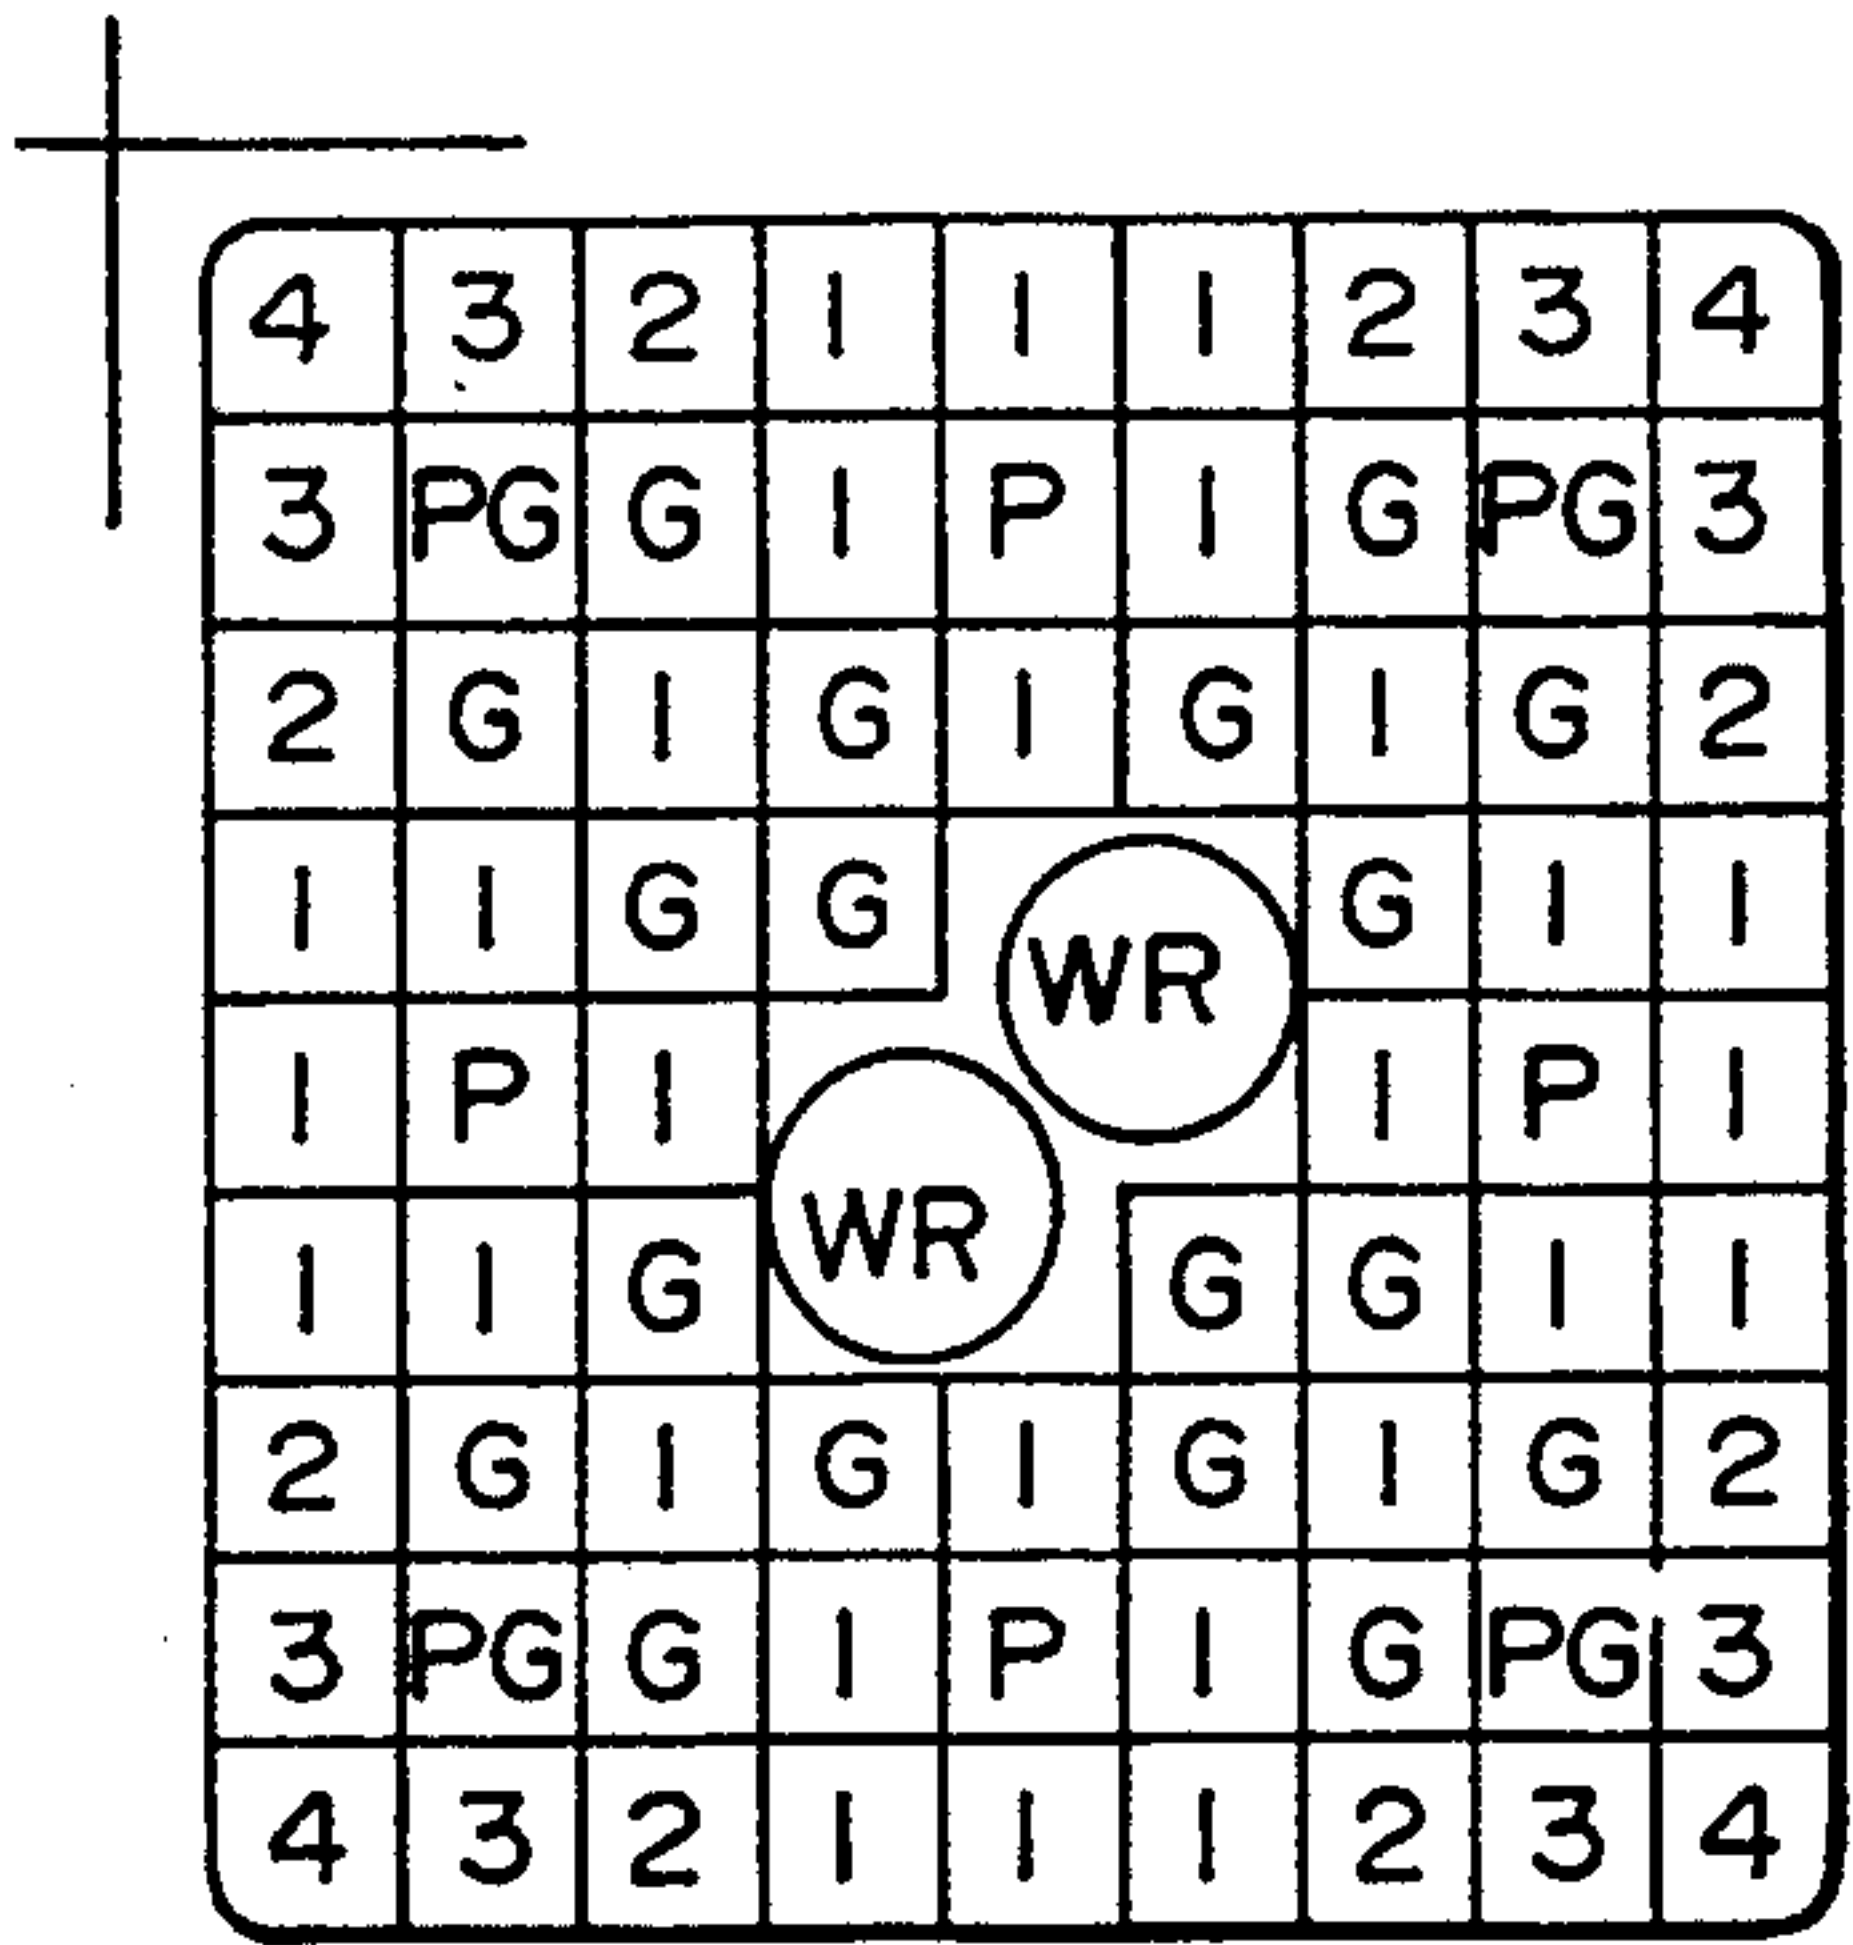 4 3 2 1 1 1 2 3 4
3 PG G 1 P 1 G PG 3
2 G 1 G 1 G 1 G 2
1 1 G G WR G 1 1
1 P 1 1 P 1
1 1 G WR G G 1 1
2 G 1 G 1 G 1 G 2
3 PG G 1 P 1 G PG 3
4 3 2 1 1 1 2 3 4